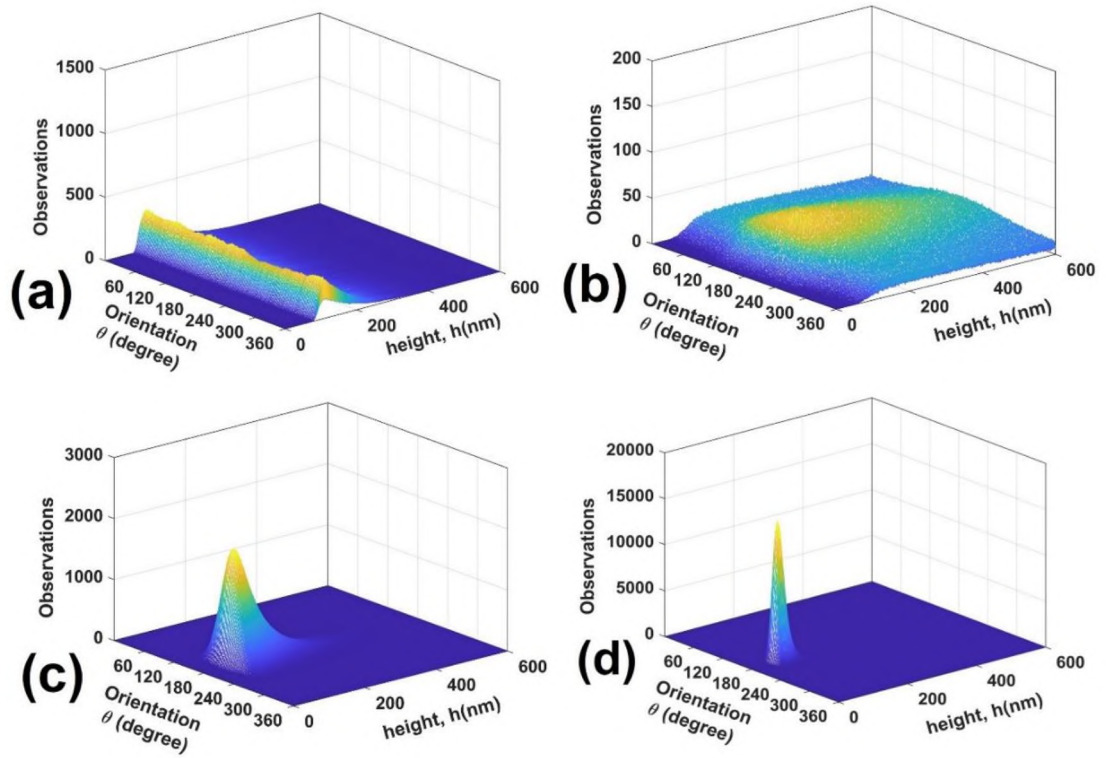 1500
1000
500
0
Observations
(a)
60
120
180
240
300
360
Orientation
θ (degree)
0
200
400
600
height, h(nm)
200
150
100
50
0
Observations
(b)
60
120
180
240
300
360
Orientation
θ (degree)
0
200
400
600
height, h(nm)
3000
2000
1000
0
Observations
(c)
60
120
180
240
300
360
Orientation
θ (degree)
0
200
400
600
height, h(nm)
20000
15000
10000
5000
0
Observations
(d)
60
120
180
240
300
360
Orientation
θ (degree)
0
200
400
600
height, h(nm)